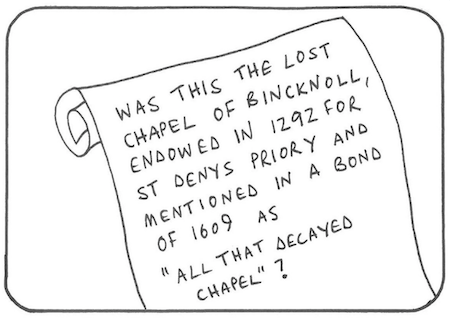 WAS THIS THE LOST
CHAPEL OF BINCKNOLL,
ENDOWED IN 1292 FOR
ST DENYS PRIORY AND
MENTIONED IN A BOND
OF 1609 AS
"ALL THAT DECAYED
CHAPEL"?